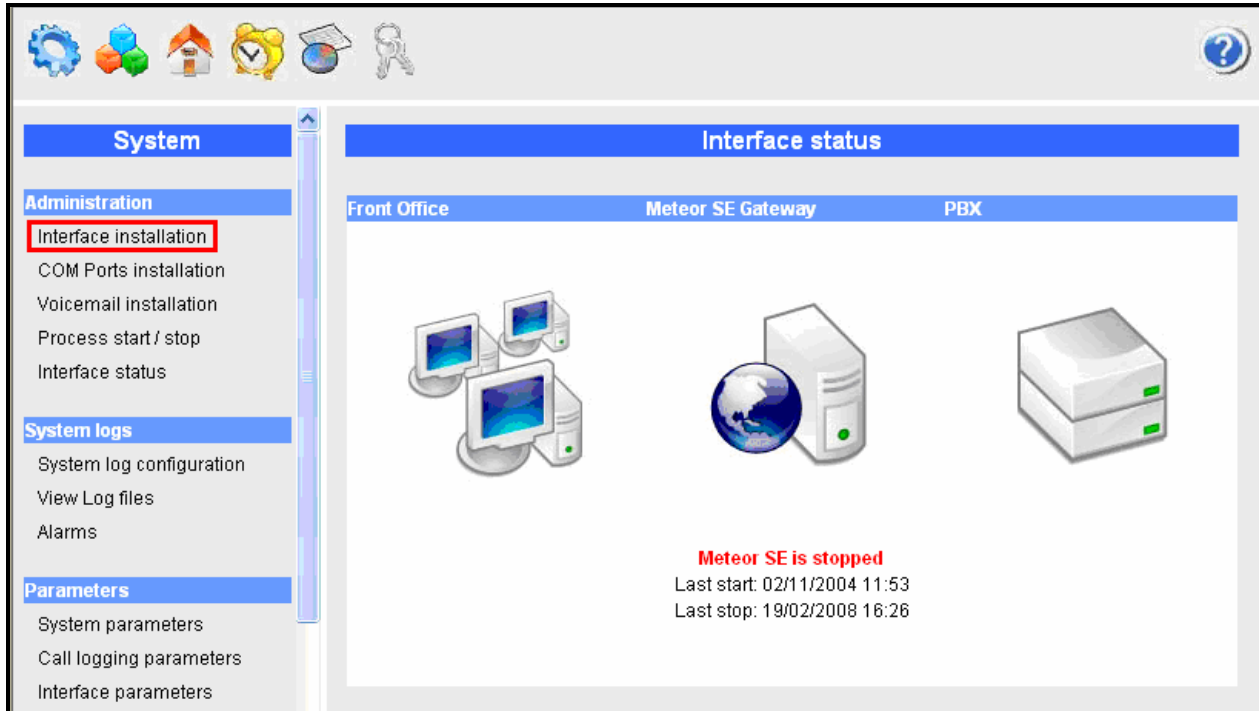 System
Administration
Interface installation
COM Ports installation
Voicemail installation
Process start / stop
Interface status
System logs
System log configuration
View Log files
Alarms
Parameters
System parameters
Call logging parameters
Interface parameters
Interface status
Front Office Meteor SE Gateway PBX
Meteor SE is stopped
Last start: 02/11/2004 11:53
Last stop: 19/02/2008 16:26